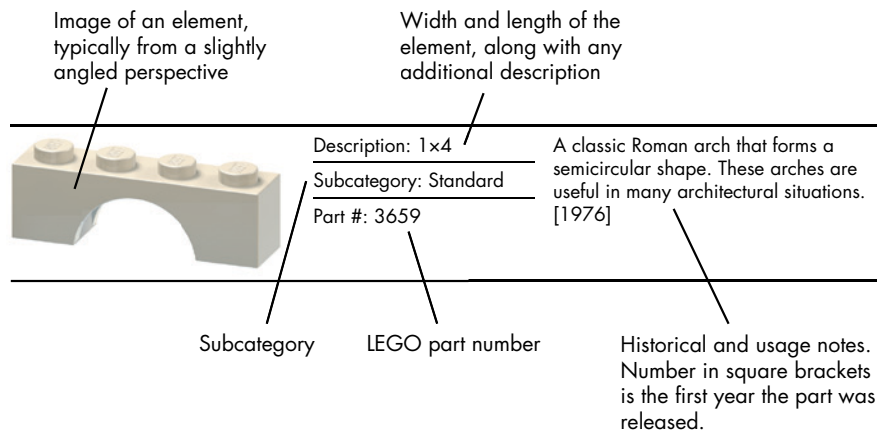 Image of an element,
typically from a slightly
angled perspective
Width and length of the
element, along with any
additional description
Description: 1×4
Subcategory: Standard
Part #: 3659
A classic Roman arch that forms a
semicircular shape. These arches are
useful in many architectural situations.
[1976]
Subcategory
LEGO part number
Historical and usage notes.
Number in square brackets
is the first year the part was
released.